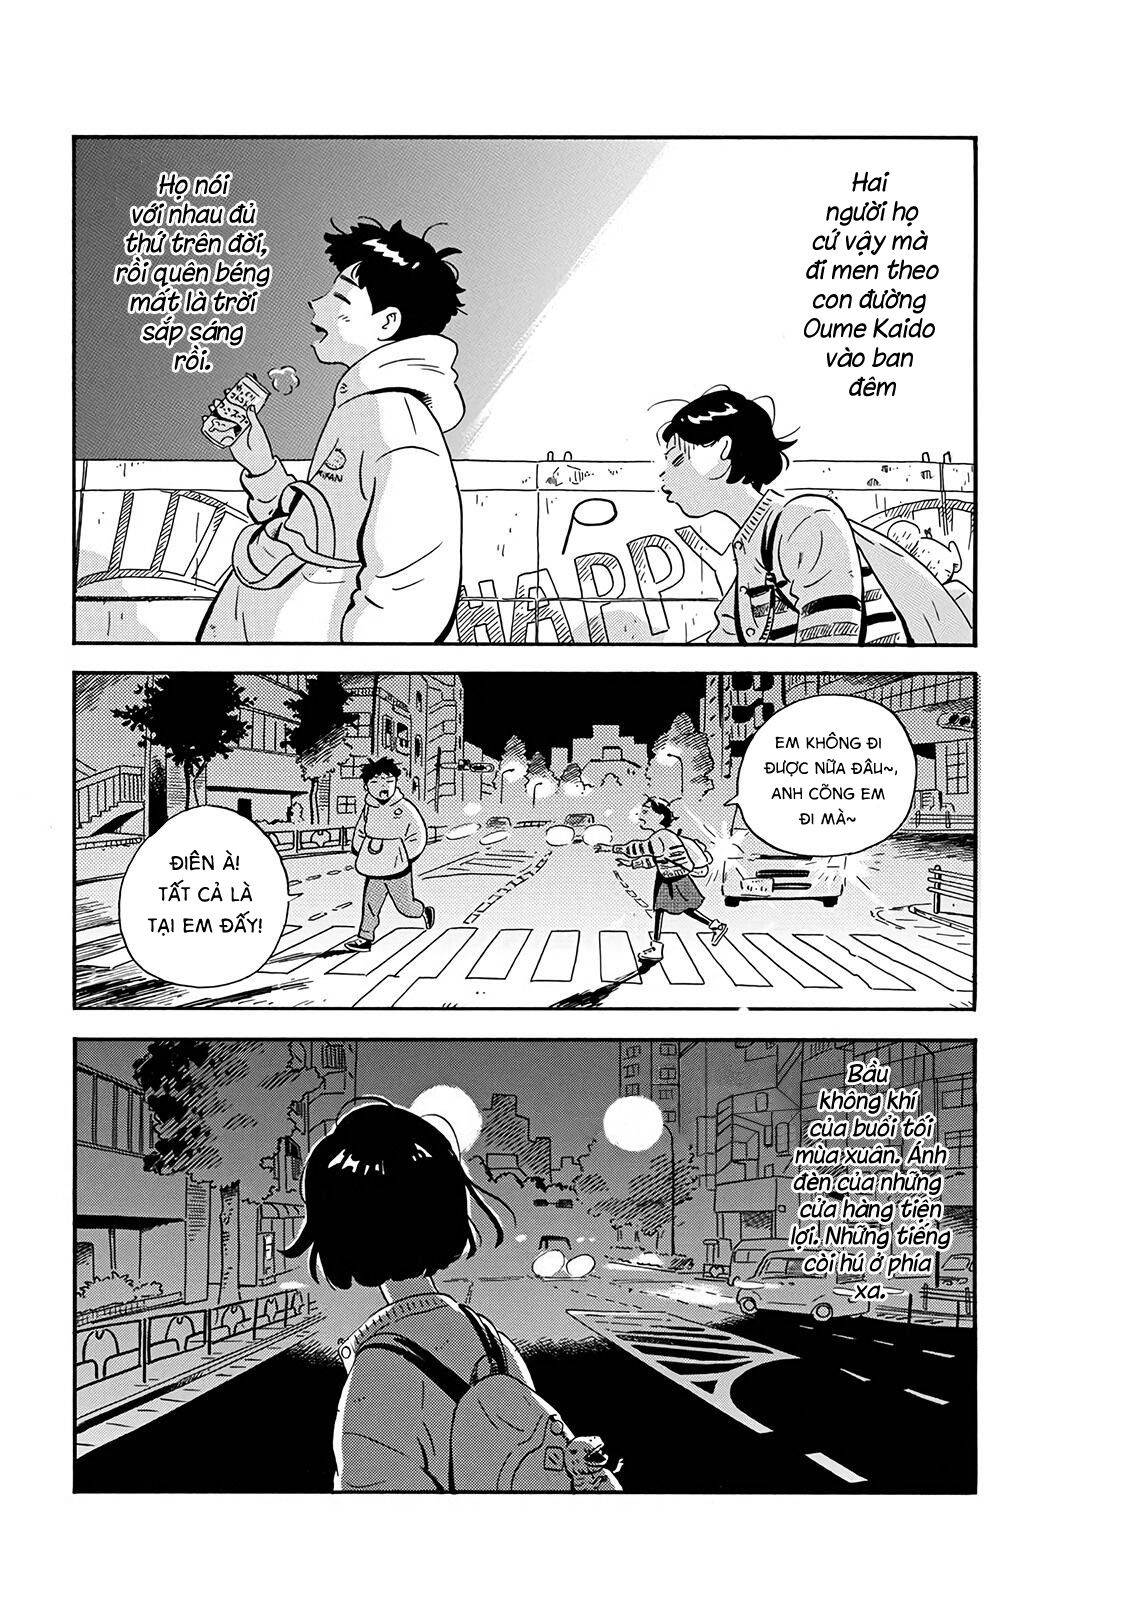 Hai
người họ
cứ vậy mà
đi men theo
con đường
Oume Kaido
vào ban
đêm
Họ nói
với nhau đủ
thứ trên đời,
rồi quên béng
mất là trời
sắp sáng
rồi.
MIKAN
HAPPY
EM KHÔNG ĐI
ĐƯỢC NỮA ĐÂU~,
ANH CÕNG EM
ĐI MÀ~
ĐIÊN À!
TẤT CẢ LÀ
TẠI EM ĐẤY!
Bầu
không khí
của buổi tối
mùa xuân. Ánh
đèn của những
cửa hàng tiện
lợi. Những tiếng
còi hú ở phía
xa.